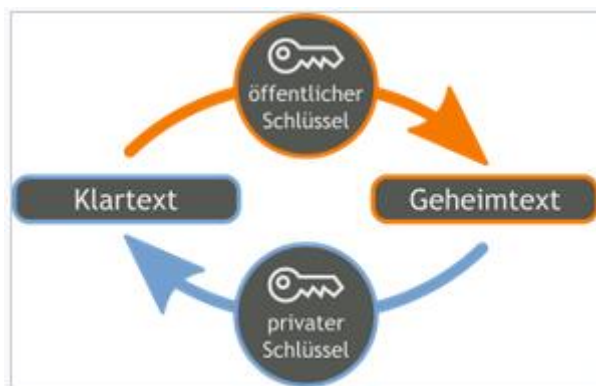 öffentlicher
Schlüssel
Klartext
Geheimtext
privater
Schlüssel